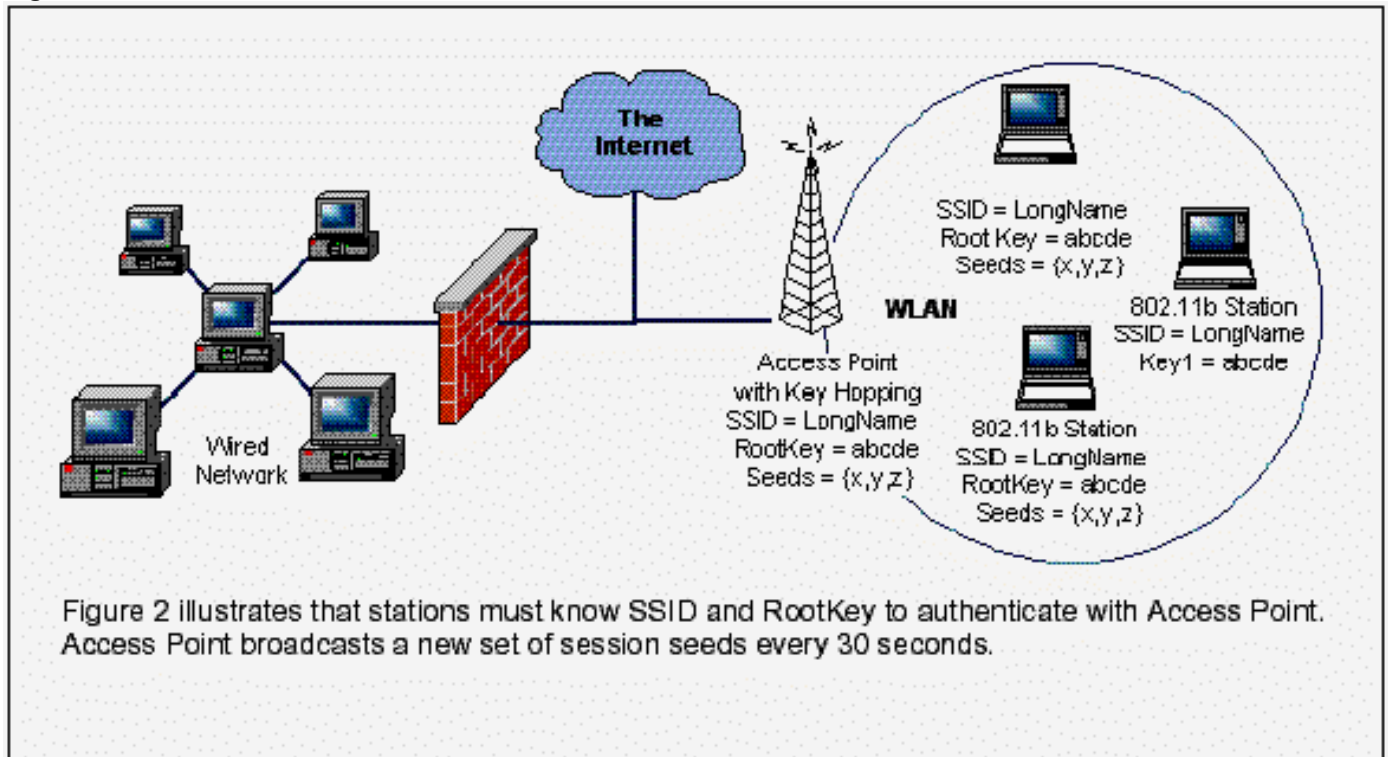 The
Internet
SSID = LongName
Root Key = abcde
Seeds = {x,y,z}
WLAN
802.11b Station
SSID = LongName
Key1 = abcde
Access Point
with Key Hopping
SSID = LongName
RootKey = abcde
Seeds = {x,y,z}
802.11b Station
SSID = LongName
RootKey = abcde
Seeds = {x,y,z}
Wired
Network
Figure 2 illustrates that stations must know SSID and RootKey to authenticate with Access Point.
Access Point broadcasts a new set of session seeds every 30 seconds.